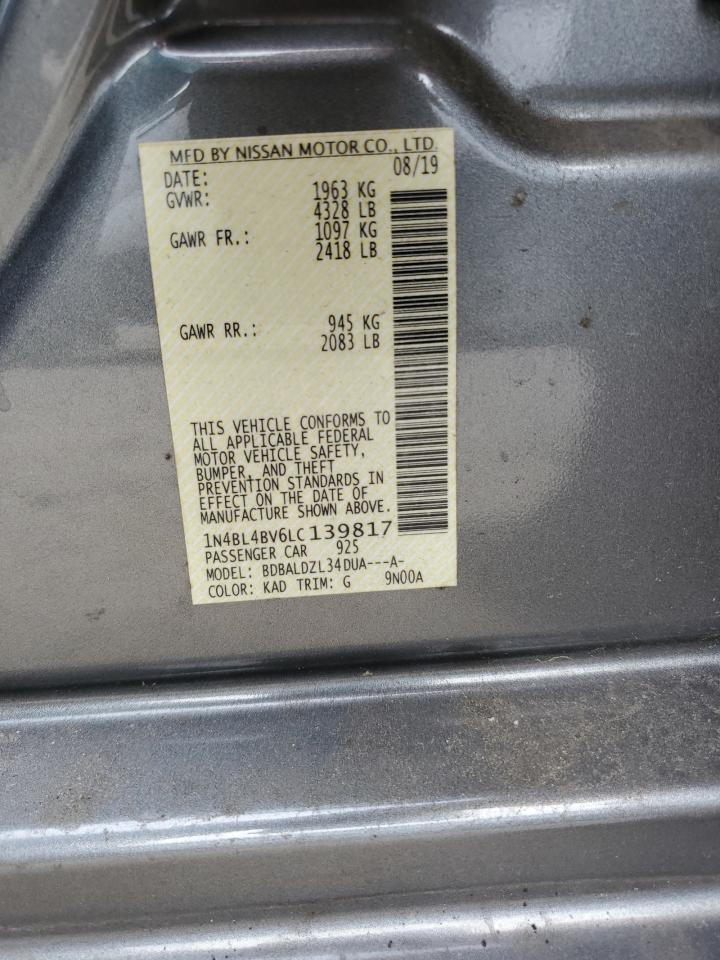 MFD BY NISSAN MOTOR CO., LTD.
DATE: 08/19
GVWR: 1963 KG
4328 LB
GAWR FR.: 1097 KG
2418 LB
GAWR RR.: 945 KG
2083 LB
THIS VEHICLE CONFORMS TO
ALL APPLICABLE FEDERAL
MOTOR VEHICLE SAFETY,
BUMPER, AND THEFT
PREVENTION STANDARDS IN
EFFECT ON THE DATE OF
MANUFACTURE SHOWN ABOVE.
1N4BL4BV6LC139817
PASSENGER CAR 925
MODEL: BDBALDZL34DUA---A-
COLOR: KAD TRIM: G 9N00A